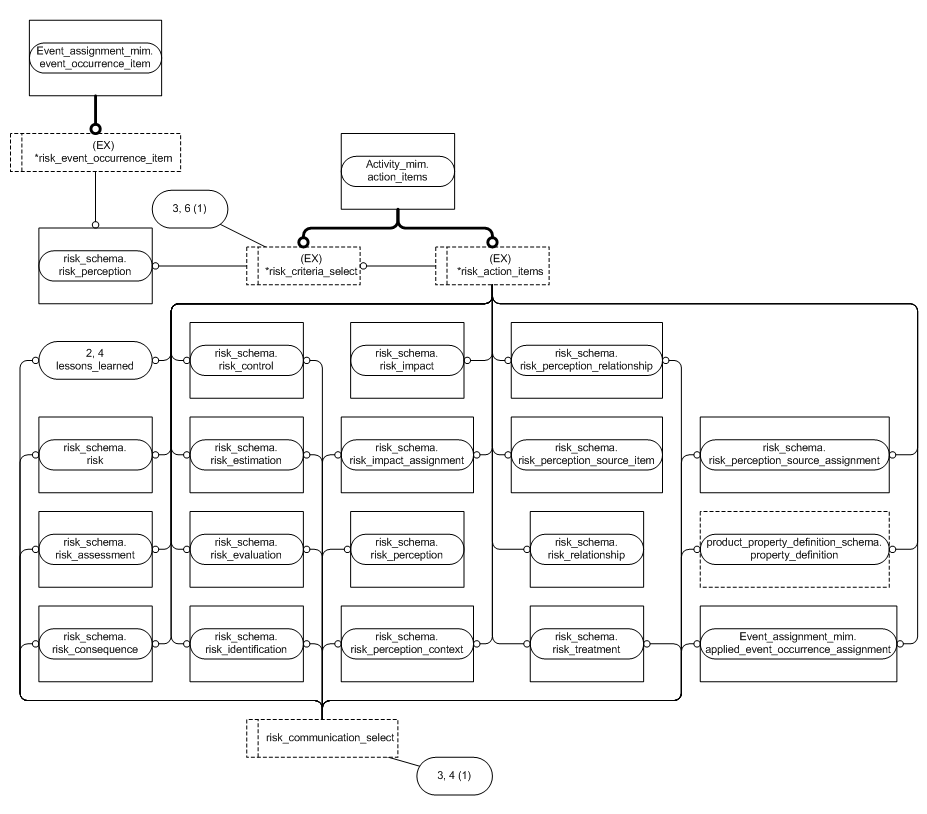 Event_assignment_mim.
event_occurrence_item
(EX)
*risk_event_occurrence_item
Activity_mim.
action_items
3, 6 (1)
risk_schema.
risk_perception
(EX)
*risk_criteria_select
(EX)
*risk_action_items
2, 4
lessons_learned
risk_schema.
risk_control
risk_schema.
risk_impact
risk_schema.
risk_perception_relationship
risk_schema.
risk
risk_schema.
risk_estimation
risk_schema.
risk_impact_assignment
risk_schema.
risk_perception_source_item
risk_schema.
risk_perception_source_assignment
risk_schema.
risk_assessment
risk_schema.
risk_evaluation
risk_schema.
risk_perception
risk_schema.
risk_relationship
product_property_definition_schema.
property_definition
risk_schema.
risk_consequence
risk_schema.
risk_identification
risk_schema.
risk_perception_context
risk_schema.
risk_treatment
Event_assignment_mim.
applied_event_occurrence_assignment
risk_communication_select
3, 4 (1)